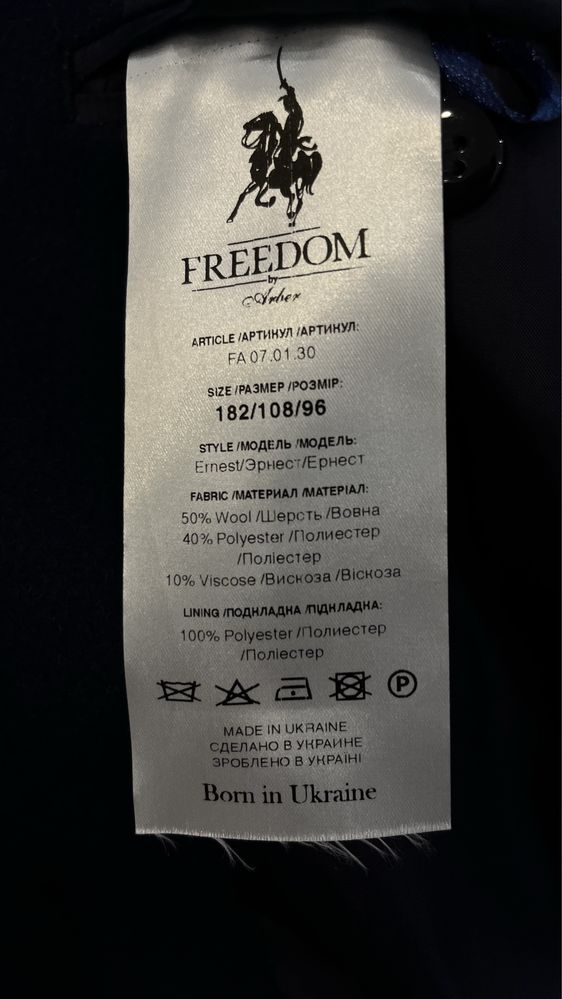 FREEDOM
by
Arber
ARTICLE /АРТИКУЛ /АРТИКУЛ:
FA 07.01.30
SIZE /РАЗМЕР /РОЗМІР:
182/108/96
STYLE /МОДЕЛЬ /МОДЕЛЬ:
Ernest/Эрнест/Ернест
FABRIC /МАТЕРИАЛ /МАТЕРІАЛ:
50% Wool /Шерсть /Вовна
40% Polyester /Полиестер
/Поліестер
10% Viscose /Вискоза /Віскоза
LINING /ПОДКЛАДКА /ПІДКЛАДКА:
100% Polyester /Полиестер
/Поліестер
P
MADE IN UKRAINE
СДЕЛАНО В УКРАИНЕ
ЗРОБЛЕНО В УКРАЇНІ
Born in Ukraine